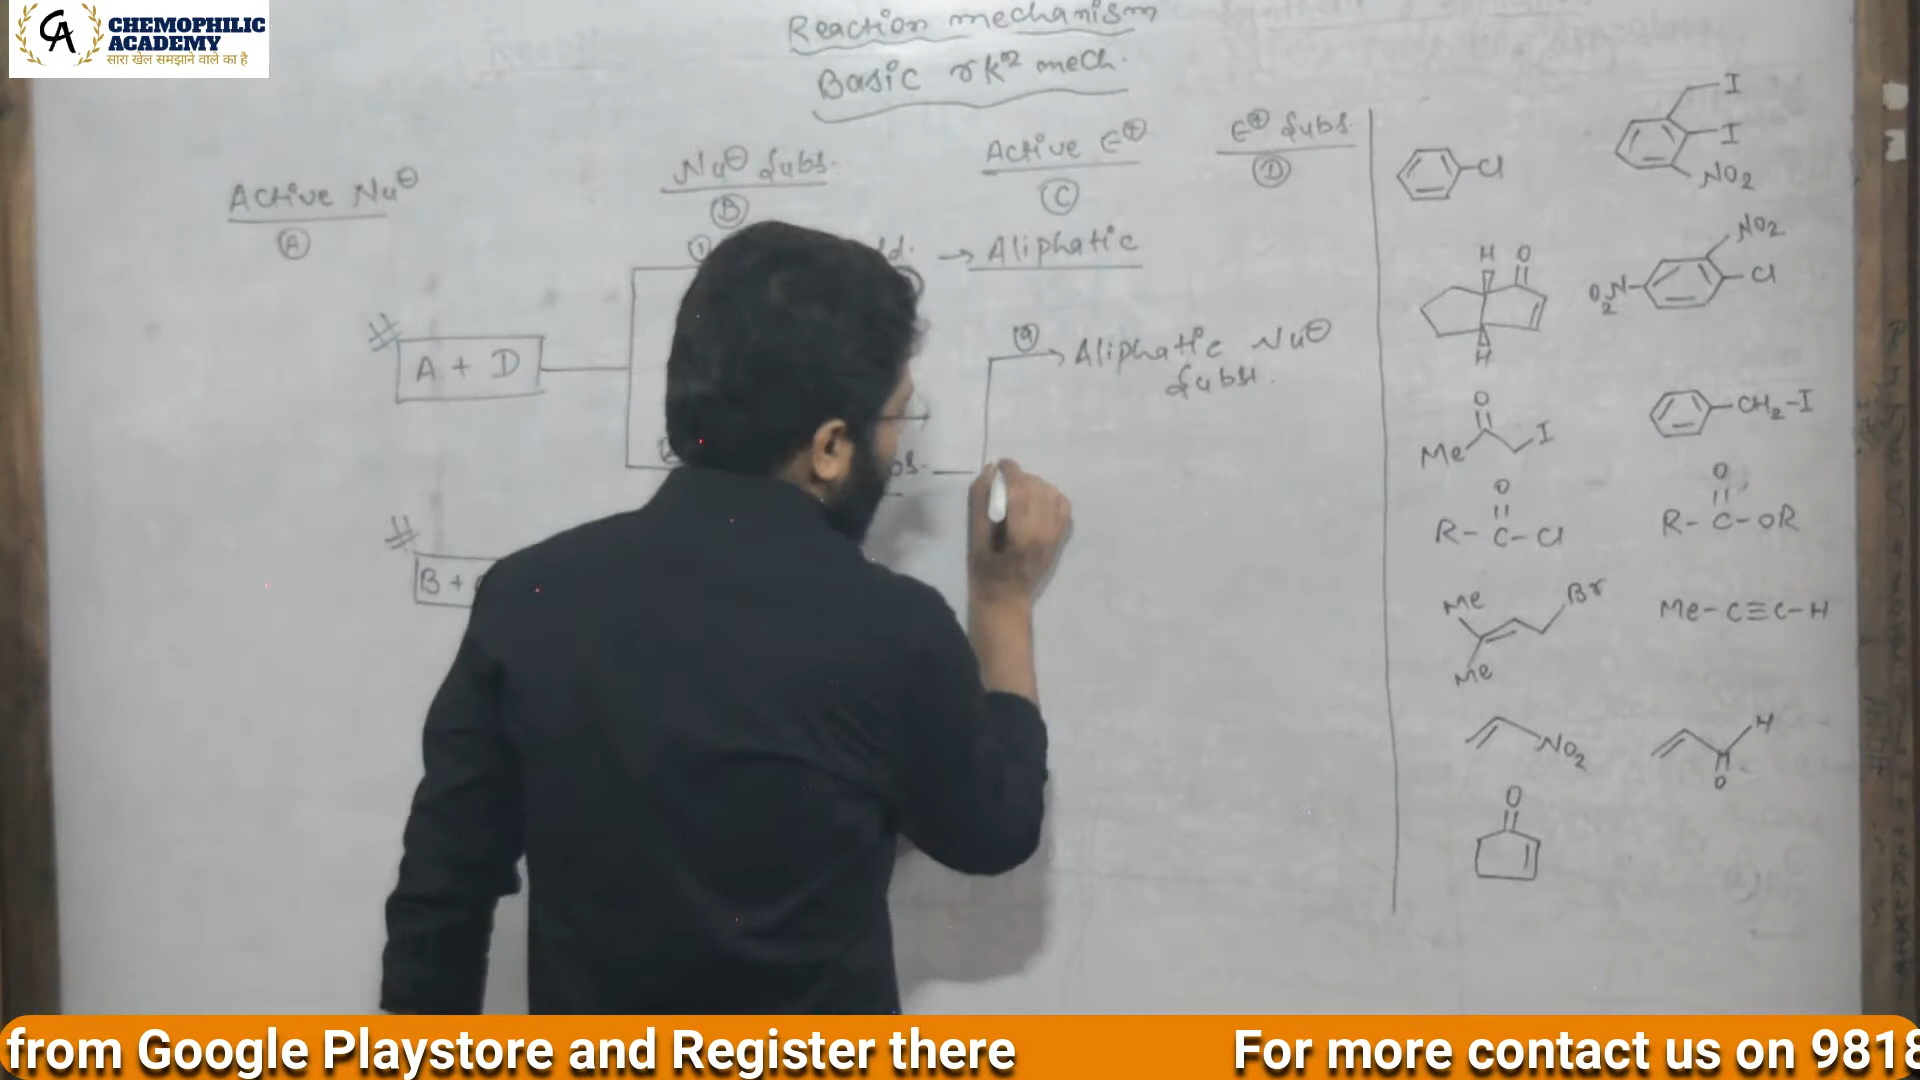 CHEMOPHILIC
ACADEMY
सारा खेल समझाने वाले का है
CA
Reaction mechanism
Basic rkn mech.
Active Nu⊖
A
Nu⊖ Subs.
B
Active E⊕
C
E⊕ Subs.
D
1
→ Aliphatic
# A + D
a → Aliphatic Nu⊖
Subst.
# B +
Cl
I
I
NO2
H O
H
NO2
Cl
O2N
O
Me I
CH2-I
O
R-C-Cl
O
R-C-OR
Me Br
Me
Me-C≡C-H
NO2
H
O
O
from Google Playstore and Register there
For more contact us on 9818